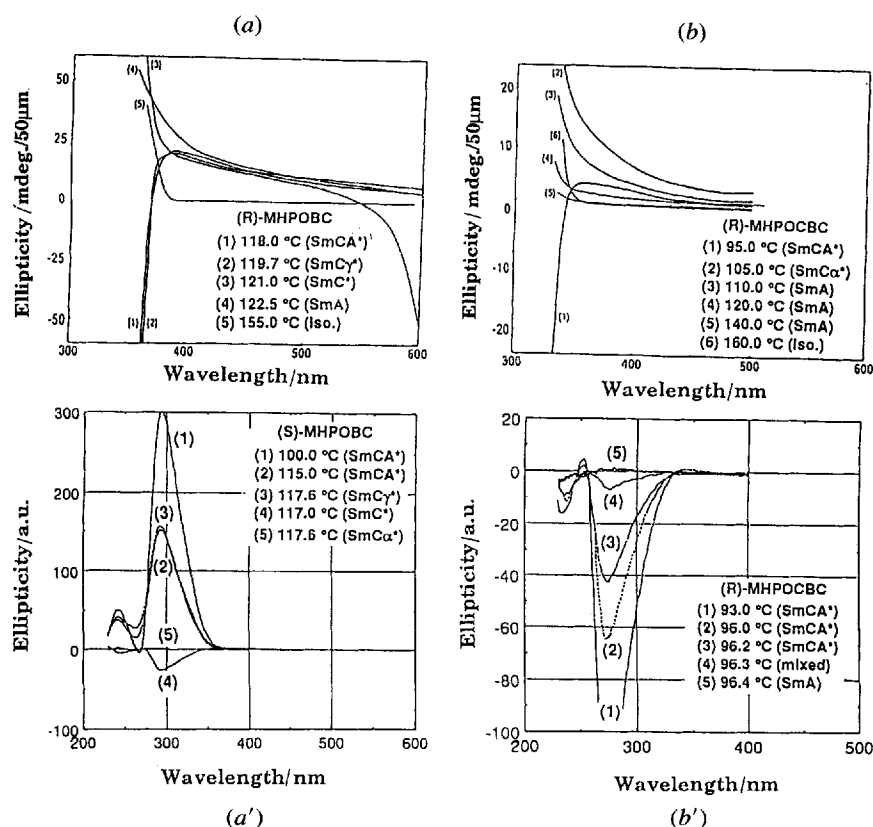 (a)
(b)
Ellipticity / mdeg./50μm
50
25
0
-25
-50
(4)
(3)
(5)
(R)-MHPOBC
(1) 118.0 °C (SmCA*)
(2) 119.7 °C (SmCγ*)
(3) 121.0 °C (SmC*)
(4) 122.5 °C (SmA)
(5) 155.0 °C (Iso.)
[1]
[2]
300
400
500
600
Wavelength/nm
Ellipticity / mdeg./50μm
20
10
0
-10
-20
[2]
[3]
[6]
[4]
[5]
[1]
(R)-MHPOCBC
(1) 95.0 °C (SmCA*)
(2) 105.0 °C (SmCα*)
(3) 110.0 °C (SmA)
(4) 120.0 °C (SmA)
(5) 140.0 °C (SmA)
(6) 160.0 °C (Iso.)
300
400
500
600
Wavelength/nm
Ellipticity/a.u.
300
200
100
0
-100
(1)
(3)
(2)
(5)
(4)
(S)-MHPOBC
(1) 100.0 °C (SmCA*)
(2) 115.0 °C (SmCA*)
(3) 117.6 °C (SmCγ*)
(4) 117.0 °C (SmC*)
(5) 117.6 °C (SmCα*)
200
300
400
500
Wavelength/nm
Ellipticity/a.u.
20
0
-20
-40
-60
-80
-100
(5)
(4)
(3)
(2)
(1)
(R)-MHPOCBC
(1) 93.0 °C (SmCA*)
(2) 96.0 °C (SmCA*)
(3) 96.2 °C (SmCA*)
(4) 96.3 °C (mixed)
(5) 96.4 °C (SmA)
200
300
400
500
Wavelength/nm
(a')
(b')